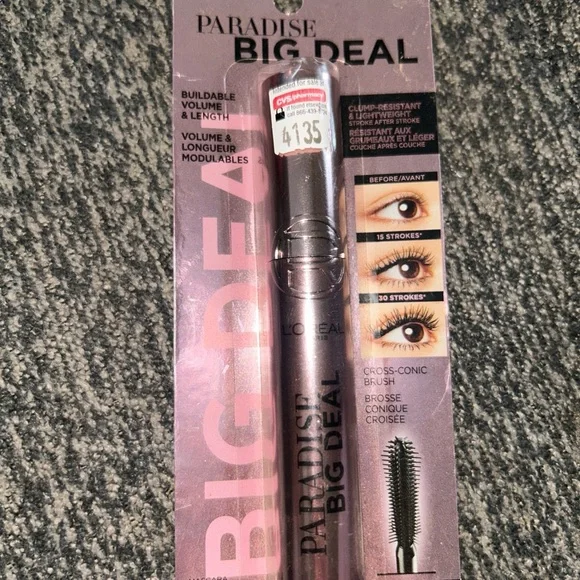 PARADISE
BIG DEAL
BUILDABLE
VOLUME
& LENGTH
VOLUME &
LONGUEUR
MODULABLES
BIG DEAL
CVS
4135
CLUMP-RESISTANT
& LIGHTWEIGHT
STROKE AFTER STROKE
RÉSISTANT AUX
GRUMEAUX ET LÉGER
COUCHE APRÈS COUCHE
BEFORE/AVANT
15 STROKES*
30 STROKES*
L'ORÉAL
PARADISE
BIG DEAL
CROSS-CONIC
BRUSH
BROSSE
CONIQUE
CROISÉE
MASCARA